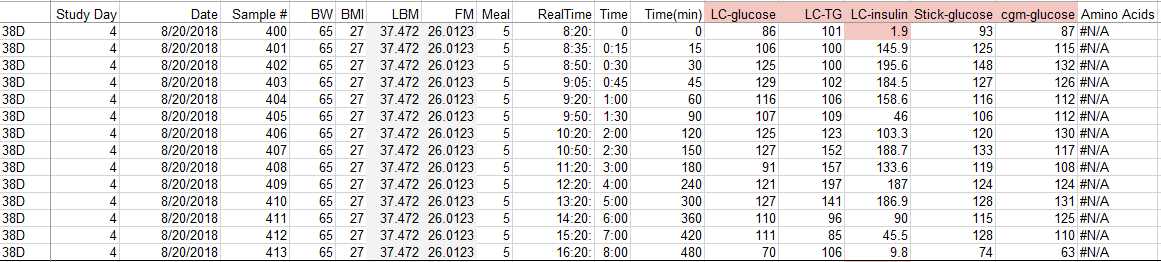 Study Day Date Sample # BW BMI LBM FM Meal RealTime Time Time(min) LC-glucose LC-TG LC-insulin Stick-glucose cgm-glucose Amino Acids
38D 4 8/20/2018 400 65 27 37.472 26.0123 5 8:20: 0 0 86 101 1.9 93 87 #N/A
38D 4 8/20/2018 401 65 27 37.472 26.0123 5 8:35: 0:15 15 106 100 145.9 125 115 #N/A
38D 4 8/20/2018 402 65 27 37.472 26.0123 5 8:50: 0:30 30 125 100 195.6 148 132 #N/A
38D 4 8/20/2018 403 65 27 37.472 26.0123 5 9:05: 0:45 45 129 102 184.5 127 126 #N/A
38D 4 8/20/2018 404 65 27 37.472 26.0123 5 9:20: 1:00 60 116 106 158.6 116 112 #N/A
38D 4 8/20/2018 405 65 27 37.472 26.0123 5 9:50: 1:30 90 107 109 46 106 112 #N/A
38D 4 8/20/2018 406 65 27 37.472 26.0123 5 10:20: 2:00 120 125 123 103.3 120 130 #N/A
38D 4 8/20/2018 407 65 27 37.472 26.0123 5 10:50: 2:30 150 127 152 188.7 133 117 #N/A
38D 4 8/20/2018 408 65 27 37.472 26.0123 5 11:20: 3:00 180 91 157 133.6 119 108 #N/A
38D 4 8/20/2018 409 65 27 37.472 26.0123 5 12:20: 4:00 240 121 197 187 124 124 #N/A
38D 4 8/20/2018 410 65 27 37.472 26.0123 5 13:20: 5:00 300 127 141 186.9 128 131 #N/A
38D 4 8/20/2018 411 65 27 37.472 26.0123 5 14:20: 6:00 360 110 96 90 115 125 #N/A
38D 4 8/20/2018 412 65 27 37.472 26.0123 5 15:20: 7:00 420 111 85 45.5 128 110 #N/A
38D 4 8/20/2018 413 65 27 37.472 26.0123 5 16:20: 8:00 480 70 106 9.8 74 63 #N/A